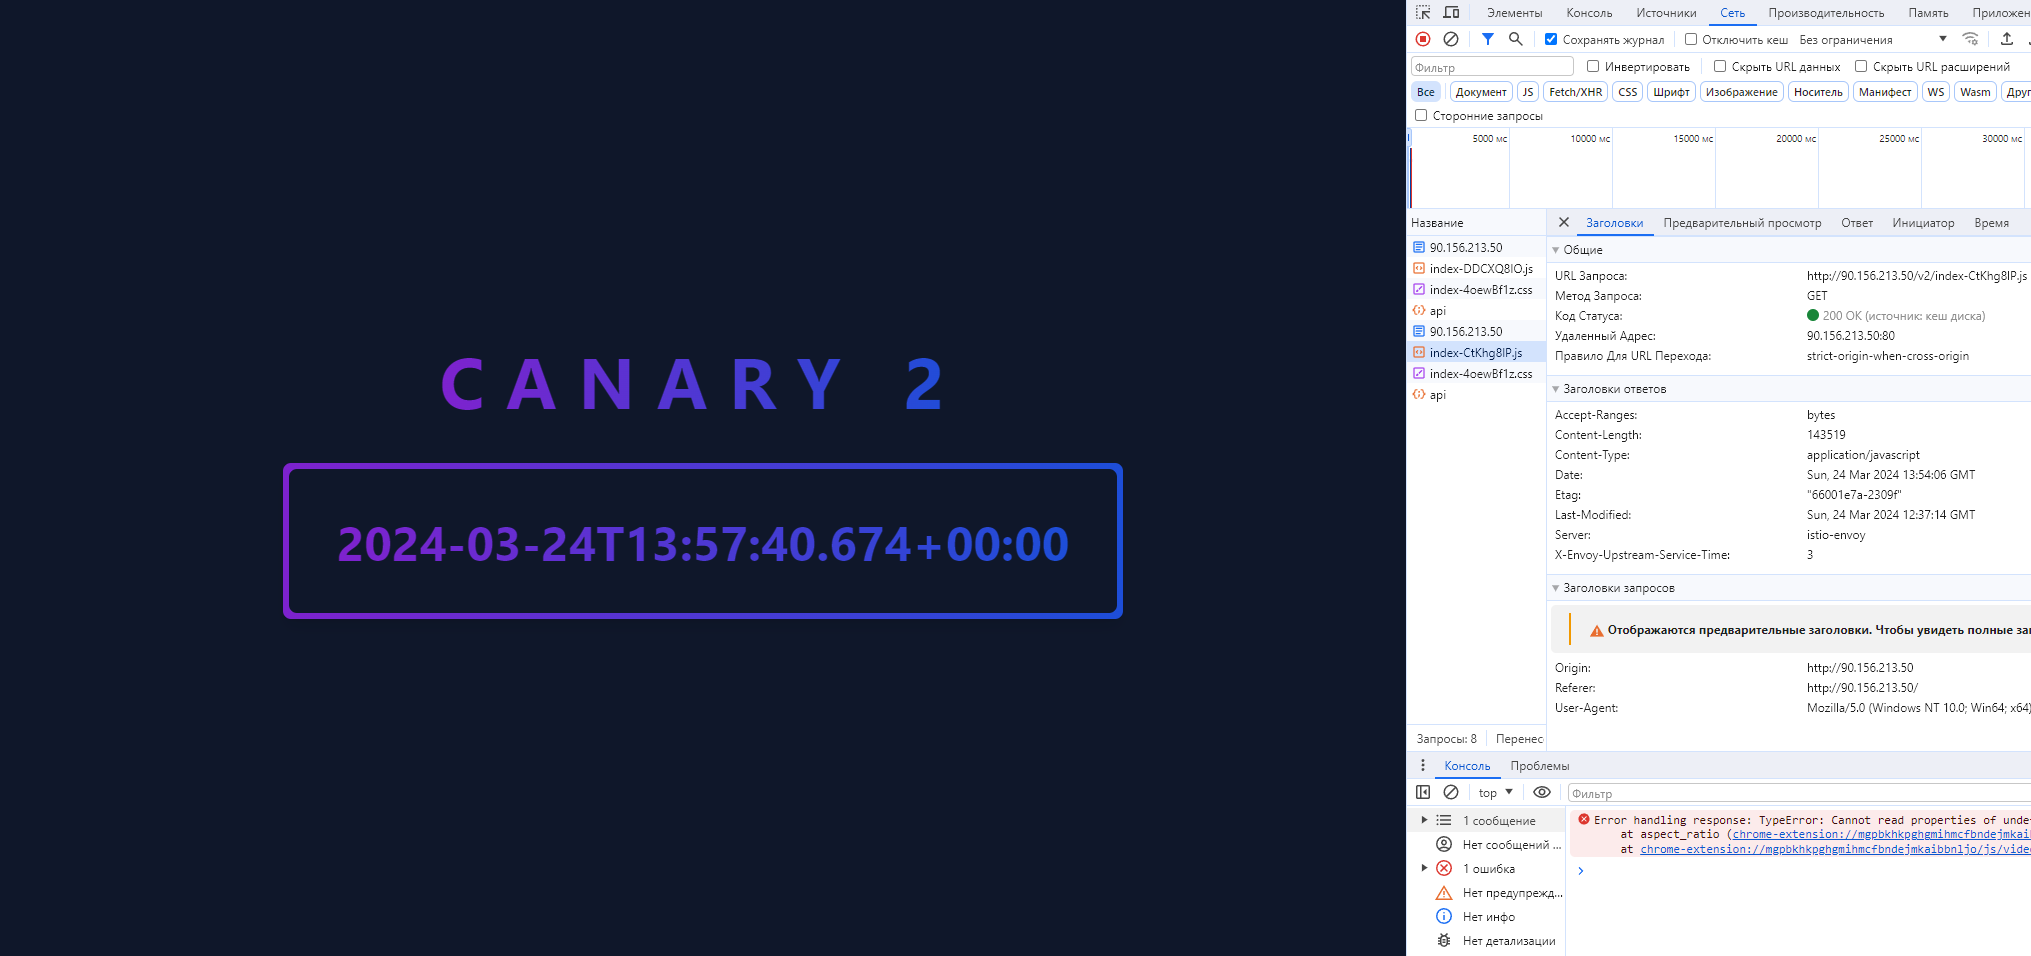 CANARY 2
2024-03-24T13:57:40.674+00:00
Элементы Консоль Источники Сеть Производительность Память Приложен
Сохранять журнал Отключить кеш Без ограничения
Фильтр Инвертировать Скрыть URL данных Скрыть URL расширений
Все Документ JS Fetch/XHR CSS Шрифт Изображение Носитель Манифест WS Wasm Друг
Сторонние запросы
5000 мс 10000 мс 15000 мс 20000 мс 25000 мс 30000 мс
Название
90.156.213.50
index-DDCXQ8IO.js
index-4oewBf1z.css
api
90.156.213.50
index-CtKhg8IP.js
index-4oewBf1z.css
api
Запросы: 8 Перенес
Заголовки Предварительный просмотр Ответ Инициатор Время
Общие
URL Запроса: http://90.156.213.50/v2/index-CtKhg8IP.js
Метод Запроса: GET
Код Статуса: 200 OK (источник: кеш диска)
Удаленный Адрес: 90.156.213.50:80
Правило Для URL Перехода: strict-origin-when-cross-origin
Заголовки ответов
Accept-Ranges: bytes
Content-Length: 143519
Content-Type: application/javascript
Date: Sun, 24 Mar 2024 13:54:06 GMT
Etag: "66001e7a-2309f"
Last-Modified: Sun, 24 Mar 2024 12:37:14 GMT
Server: istio-envoy
X-Envoy-Upstream-Service-Time: 3
Заголовки запросов
Отображаются предварительные заголовки. Чтобы увидеть полные заг
Origin: http://90.156.213.50
Referer: http://90.156.213.50/
User-Agent: Mozilla/5.0 (Windows NT 10.0; Win64; x64)
Консоль Проблемы
top Фильтр
1 сообщение
Нет сообщений ...
1 ошибка
Нет предупрежд...
Нет инфо
Нет детализации
Error handling response: TypeError: Cannot read properties of unde
at aspect_ratio (chrome-extension://mgpbkhkpghgmihmcfbndejmkaib
at chrome-extension://mgpbkhkpghgmihmcfbndejmkaibbnljo/js/vide